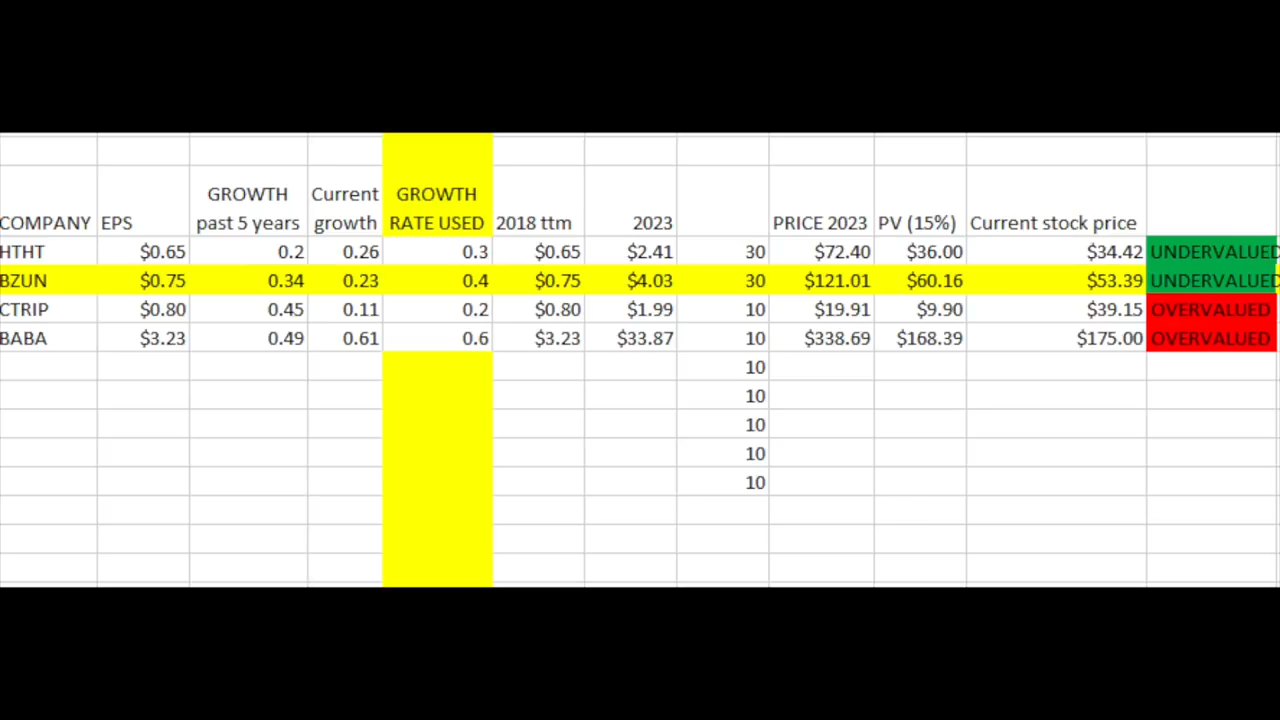 GROWTH Current GROWTH
COMPANY EPS past 5 years growth RATE USED 2018 ttm 2023 PRICE 2023 PV (15%) Current stock price
HTHT $0.65 0.2 0.26 0.3 $0.65 $2.41 30 $72.40 $36.00 $34.42 UNDERVALUED
BZUN $0.75 0.34 0.23 0.4 $0.75 $4.03 30 $121.01 $60.16 $53.39 UNDERVALUED
CTRIP $0.80 0.45 0.11 0.2 $0.80 $1.99 10 $19.91 $9.90 $39.15 OVERVALUED
BABA $3.23 0.49 0.61 0.6 $3.23 $33.87 10 $338.69 $168.39 $175.00 OVERVALUED
10
10
10
10
10